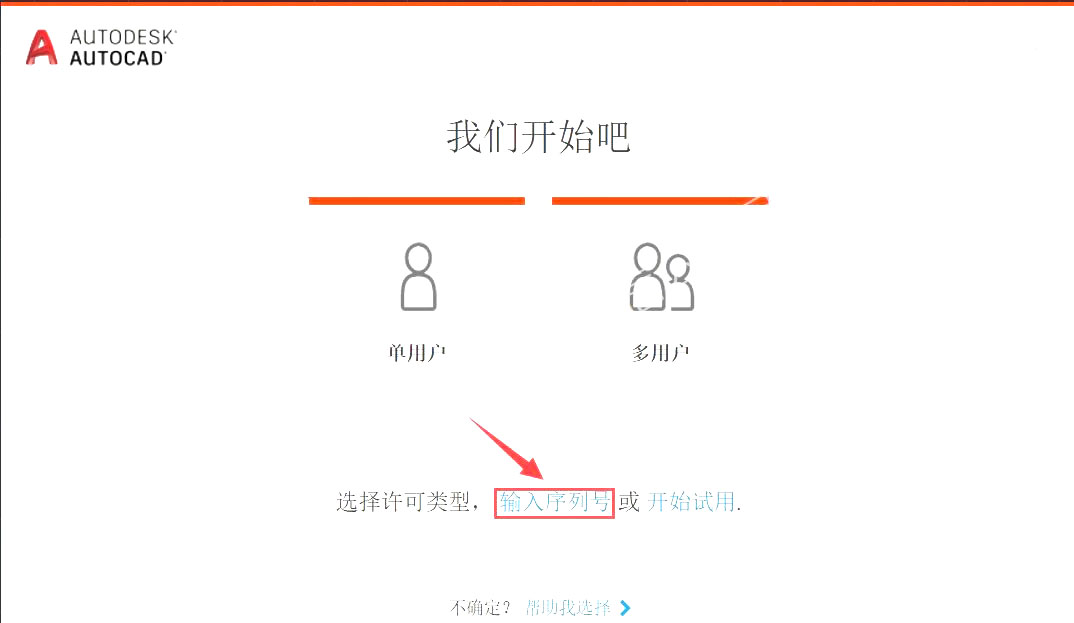 AUTODESK
AUTOCAD
我们开始吧
单用户
多用户
选择许可类型，输入序列号 或 开始试用.
不确定？ 帮助我选择